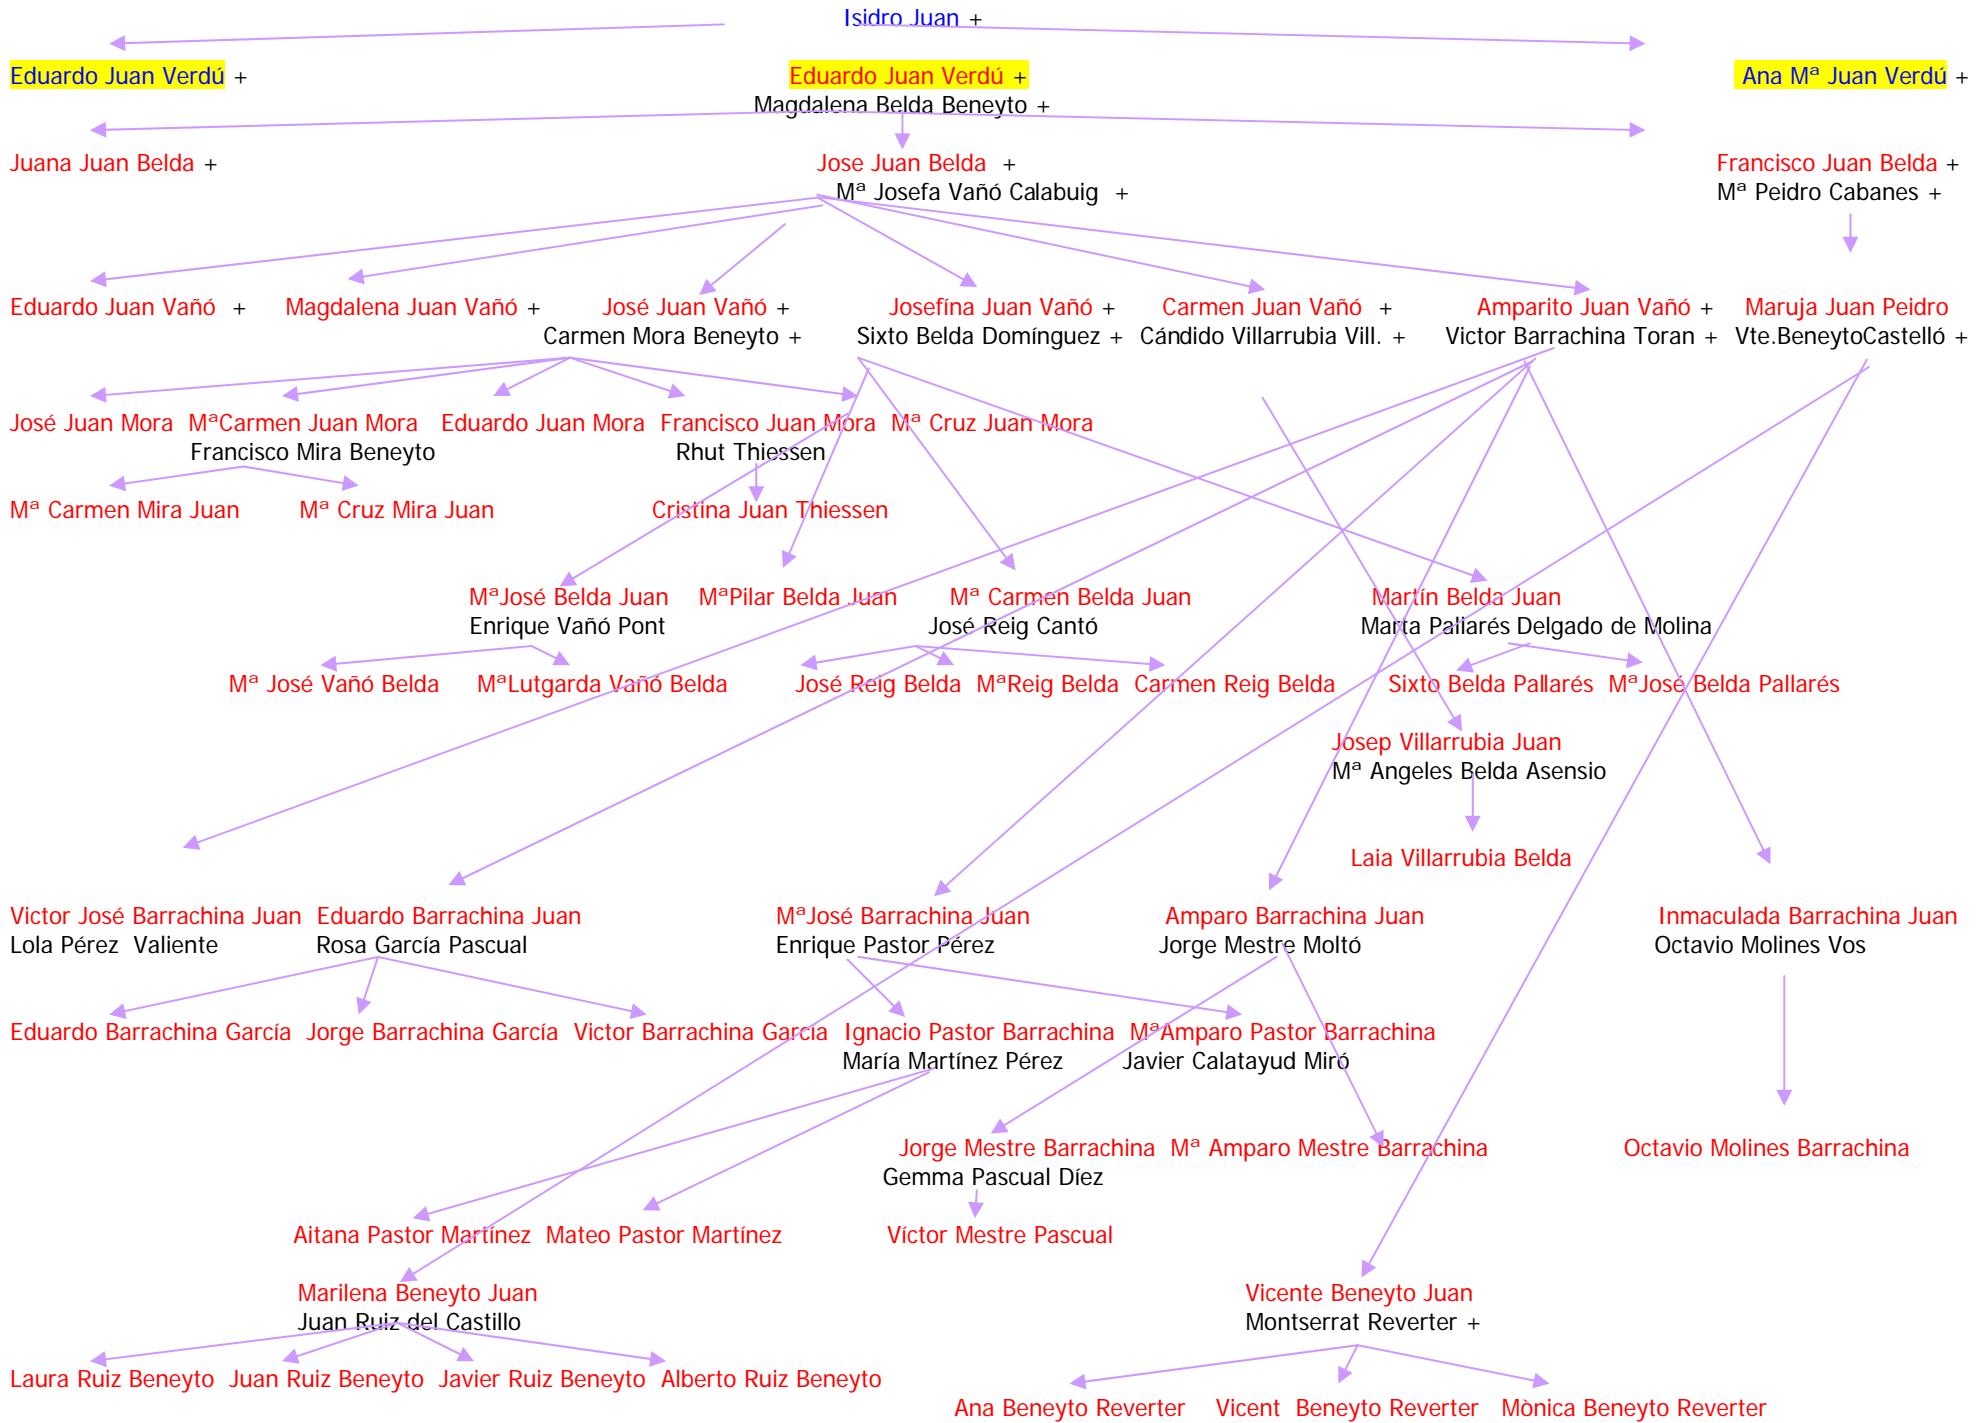 Isidro Juan +
Eduardo Juan Verdú + Eduardo Juan Verdú + Ana Mª Juan Verdú +
Magdalena Belda Beneyto +
Juana Juan Belda + Jose Juan Belda + Francisco Juan Belda +
Mª Josefa Vañó Calabuig + Mª Peidro Cabanes +
Eduardo Juan Vañó + Magdalena Juan Vañó + José Juan Vañó + Josefína Juan Vañó + Carmen Juan Vañó + Amparito Juan Vañó + Maruja Juan Peidro
Carmen Mora Beneyto + Sixto Belda Domínguez + Cándido Villarrubia Vill. + Victor Barrachina Toran + Vte.BeneytoCastelló +
José Juan Mora MªCarmen Juan Mora Eduardo Juan Mora Francisco Juan Mora Mª Cruz Juan Mora
Francisco Mira Beneyto Rhut Thiessen
Mª Carmen Mira Juan Mª Cruz Mira Juan Cristina Juan Thiessen
MªJosé Belda Juan MªPilar Belda Juan Mª Carmen Belda Juan Martín Belda Juan
Enrique Vañó Pont José Reig Cantó Marta Pallarés Delgado de Molina
Mª José Vañó Belda MªLutgarda Vañó Belda José Reig Belda MªReig Belda Carmen Reig Belda Sixto Belda Pallarés MªJosé Belda Pallarés
Josep Villarrubia Juan
Mª Angeles Belda Asensio
Laia Villarrubia Belda
Victor José Barrachina Juan Eduardo Barrachina Juan MªJosé Barrachina Juan Amparo Barrachina Juan Inmaculada Barrachina Juan
Lola Pérez Valiente Rosa García Pascual Enrique Pastor Pérez Jorge Mestre Moltó Octavio Molines Vos
Eduardo Barrachina García Jorge Barrachina García Victor Barrachina García Ignacio Pastor Barrachina MªAmparo Pastor Barrachina
María Martínez Pérez Javier Calatayud Miró
Jorge Mestre Barrachina Mª Amparo Mestre Barrachina Octavio Molines Barrachina
Gemma Pascual Díez
Aitana Pastor Martínez Mateo Pastor Martínez Víctor Mestre Pascual
Marilena Beneyto Juan Vicente Beneyto Juan
Juan Ruiz del Castillo Montserrat Reverter +
Laura Ruiz Beneyto Juan Ruiz Beneyto Javier Ruiz Beneyto Alberto Ruiz Beneyto
Ana Beneyto Reverter Vicent Beneyto Reverter Mònica Beneyto Reverter